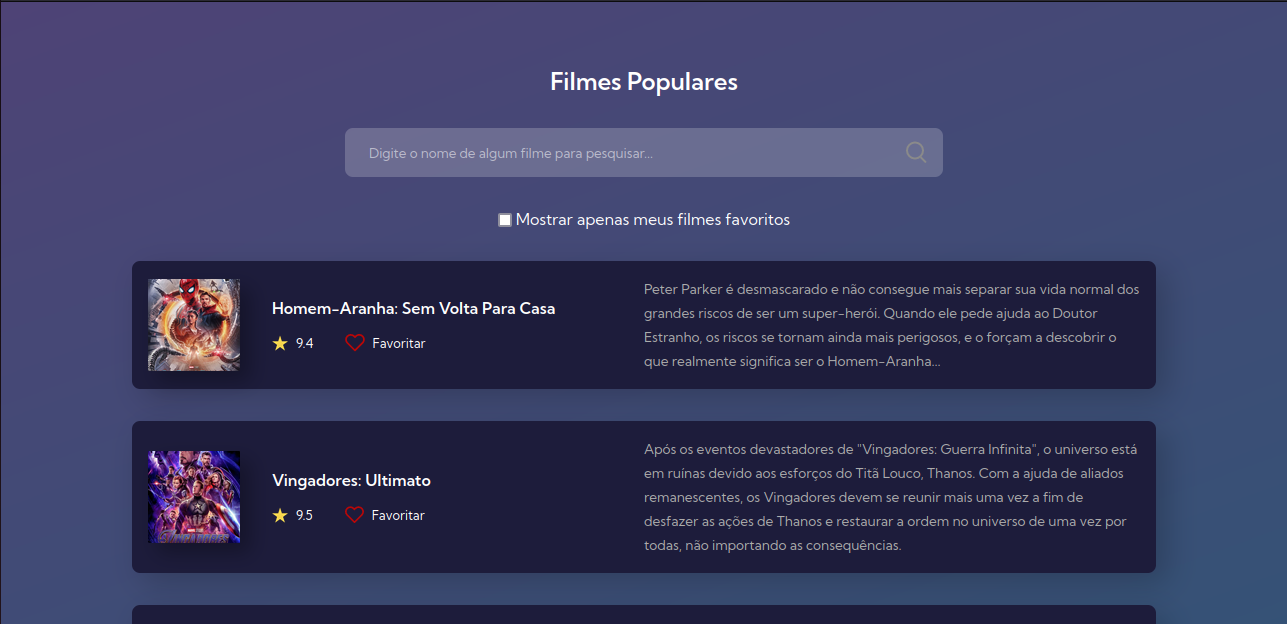 Filmes Populares
Digite o nome de algum filme para pesquisar...
Mostrar apenas meus filmes favoritos
Homem-Aranha: Sem Volta Para Casa
9.4 Favoritar
Peter Parker é desmascarado e não consegue mais separar sua vida normal dos
grandes riscos de ser um super-herói. Quando ele pede ajuda ao Doutor
Estranho, os riscos se tornam ainda mais perigosos, e o forçam a descobrir o
que realmente significa ser o Homem-Aranha...
Vingadores: Ultimato
9.5 Favoritar
Após os eventos devastadores de "Vingadores: Guerra Infinita", o universo está
em ruínas devido aos esforços do Titã Louco, Thanos. Com a ajuda de aliados
remanescentes, os Vingadores devem se reunir mais uma vez a fim de
desfazer as ações de Thanos e restaurar a ordem no universo de uma vez por
todas, não importando as consequências.